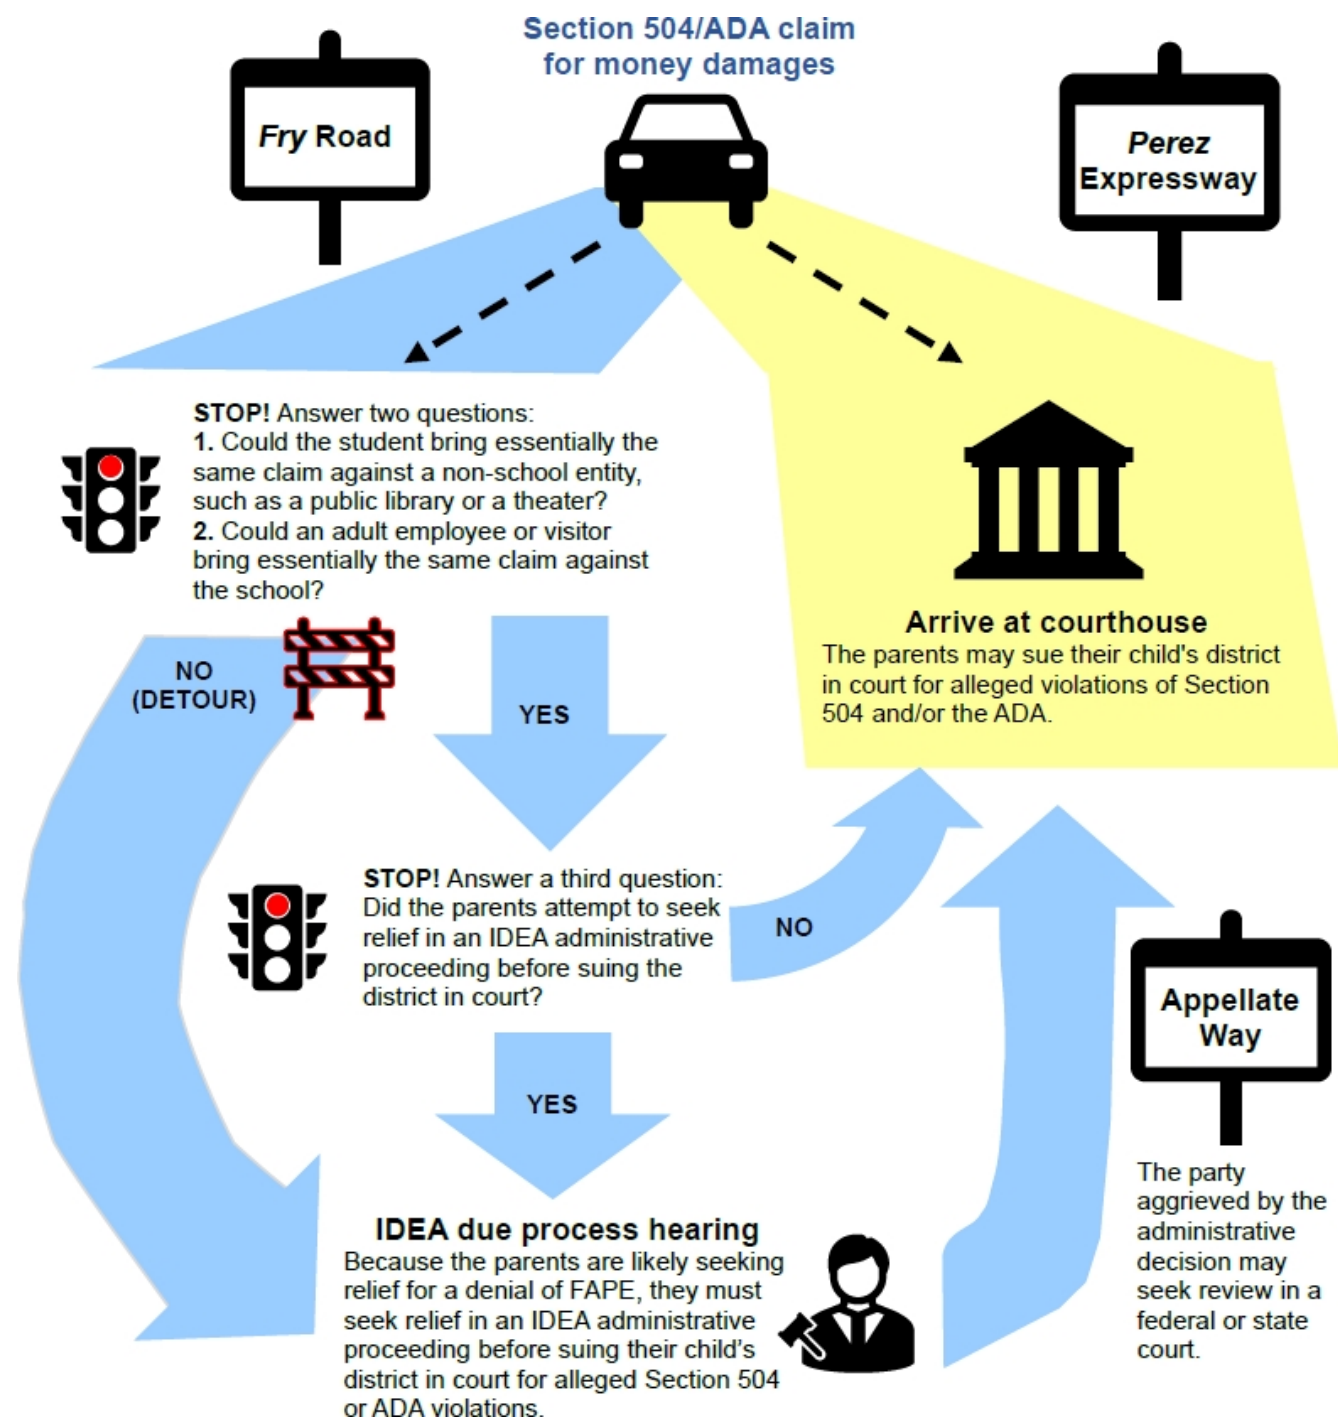 Section 504/ADA claim
for money damages
Fry Road
Perez
Expressway
STOP! Answer two questions:
1. Could the student bring essentially the
same claim against a non-school entity,
such as a public library or a theater?
2. Could an adult employee or visitor
bring essentially the same claim against
the school?
NO
(DETOUR)
YES
Arrive at courthouse
The parents may sue their child's district
in court for alleged violations of Section
504 and/or the ADA.
STOP! Answer a third question:
Did the parents attempt to seek
relief in an IDEA administrative
proceeding before suing the
district in court?
NO
YES
Appellate
Way
The party
aggrieved by the
administrative
decision may
seek review in a
federal or state
court.
IDEA due process hearing
Because the parents are likely seeking
relief for a denial of FAPE, they must
seek relief in an IDEA administrative
proceeding before suing their child's
district in court for alleged Section 504
or ADA violations.